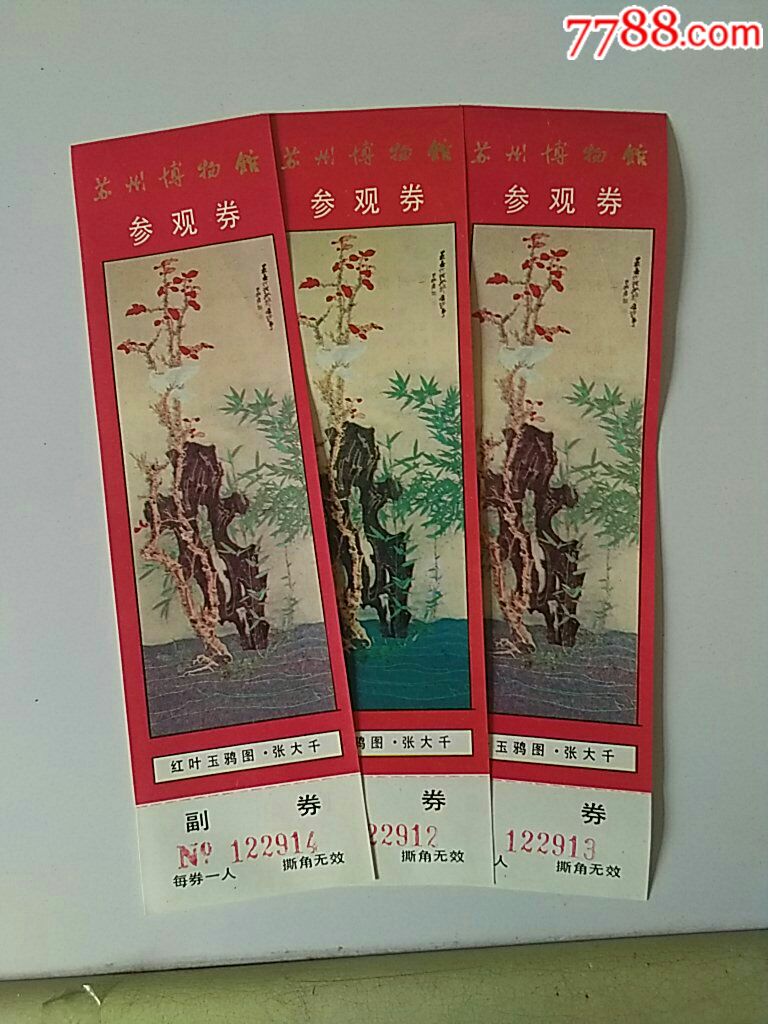 7788.com
苏州博物馆
参观券
红叶玉鸦图·张大千
副 券
Nº 122914
每券一人 撕角无效
苏州博物馆
参观券
鸦图·张大千
券
22912
撕角无效
苏州博物馆
参观券
玉鸦图·张大千
券
122913
人 撕角无效